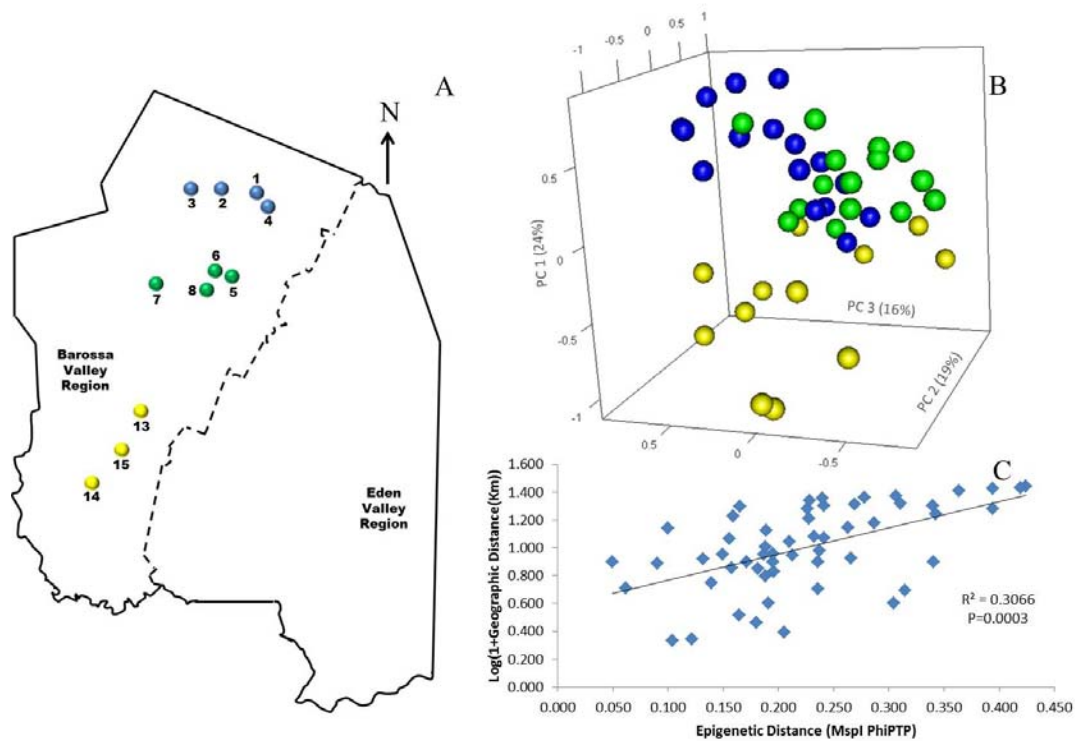 A
N
1
3
2
4
6
7
8
5
Barossa
Valley
Region
13
15
14
Eden
Valley
Region
B
-1
-0.5
0
0.5
1
0.5
0
-0.5
-1
PC 1 (24%)
PC 3 (16%)
PC 2 (19%)
0.5
0
-0.5
C
Log(1+Geographic Distance(Km))
1.600
1.400
1.200
1.000
0.800
0.600
0.400
0.200
0.000
R² = 0.3066
P=0.0003
0.000 0.050 0.100 0.150 0.200 0.250 0.300 0.350 0.400 0.450
Epigenetic Distance (MspI PhiPTP)